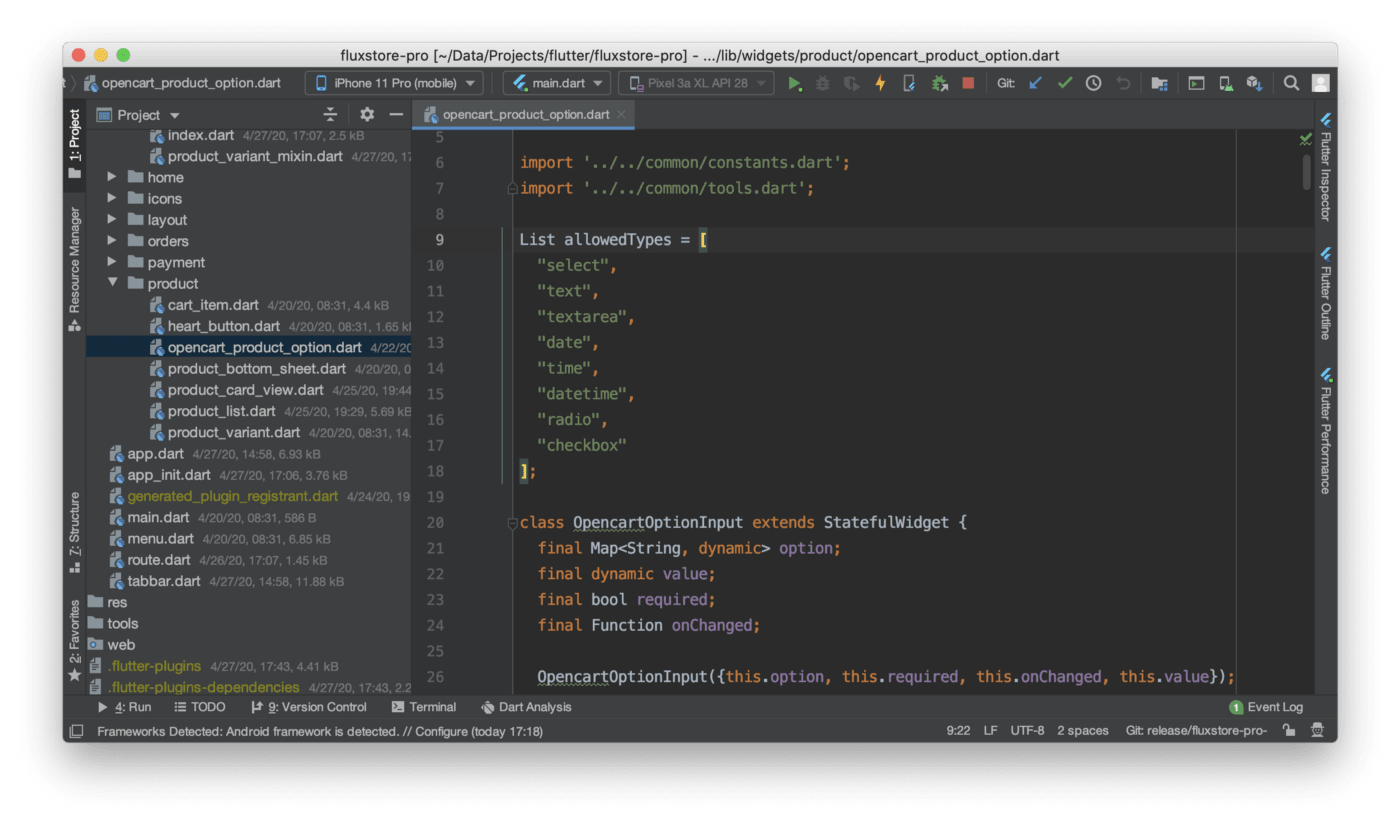 fluxstore-pro [~/Data/Projects/flutter/fluxstore-pro] - .../lib/widgets/product/opencart_product_option.dart
opencart_product_option.dart
iPhone 11 Pro (mobile)
main.dart
Pixel 3a XL API 28
Git:
1: Project
Resource Manager
7: Structure
2: Favorites
Project
index.dart 4/27/20, 17:07, 2.5 kB
product_variant_mixin.dart 4/27/20, 17
home
icons
layout
orders
payment
product
cart_item.dart 4/20/20, 08:31, 4.4 kB
heart_button.dart 4/20/20, 08:31, 1.65 k
opencart_product_option.dart 4/22/20
product_bottom_sheet.dart 4/20/20, 0
product_card_view.dart 4/25/20, 19:44
product_list.dart 4/25/20, 19:29, 5.69 kB
product_variant.dart 4/20/20, 08:31, 14.
app.dart 4/27/20, 14:58, 6.93 kB
app_init.dart 4/27/20, 17:06, 3.76 kB
generated_plugin_registrant.dart 4/24/20, 19
main.dart 4/20/20, 08:31, 586 B
menu.dart 4/20/20, 08:31, 6.85 kB
route.dart 4/26/20, 17:07, 1.45 kB
tabbar.dart 4/27/20, 14:58, 11.88 kB
res
tools
web
.flutter-plugins 4/27/20, 17:43, 4.41 kB
.flutter-plugins-dependencies 4/27/20, 17:43, 2.2
opencart_product_option.dart
5
6 import '../../common/constants.dart';
7 import '../../common/tools.dart';
8
9 List allowedTypes = [
10 "select",
11 "text",
12 "textarea",
13 "date",
14 "time",
15 "datetime",
16 "radio",
17 "checkbox"
18 ];
19
20 class OpencartOptionInput extends StatefulWidget {
21 final Map<String, dynamic> option;
22 final dynamic value;
23 final bool required;
24 final Function onChanged;
25
26 OpencartOptionInput({this.option, this.required, this.onChanged, this.value});
Flutter Inspector
Flutter Outline
Flutter Performance
4: Run
TODO
9: Version Control
Terminal
Dart Analysis
1 Event Log
Frameworks Detected: Android framework is detected. // Configure (today 17:18)
9:22 LF UTF-8 2 spaces Git: release/fluxstore-pro-